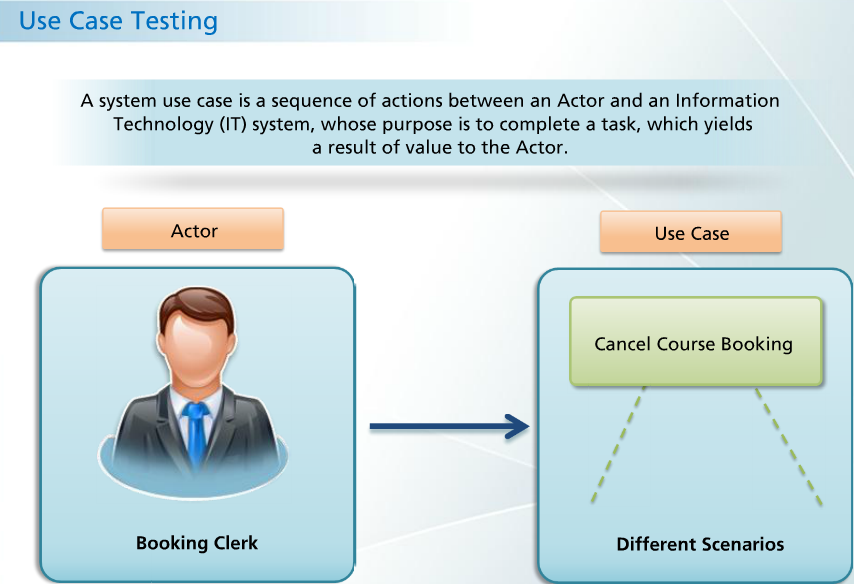 Use Case Testing
A system use case is a sequence of actions between an Actor and an Information
Technology (IT) system, whose purpose is to complete a task, which yields
a result of value to the Actor.
Actor
Use Case
Cancel Course Booking
Booking Clerk
Different Scenarios